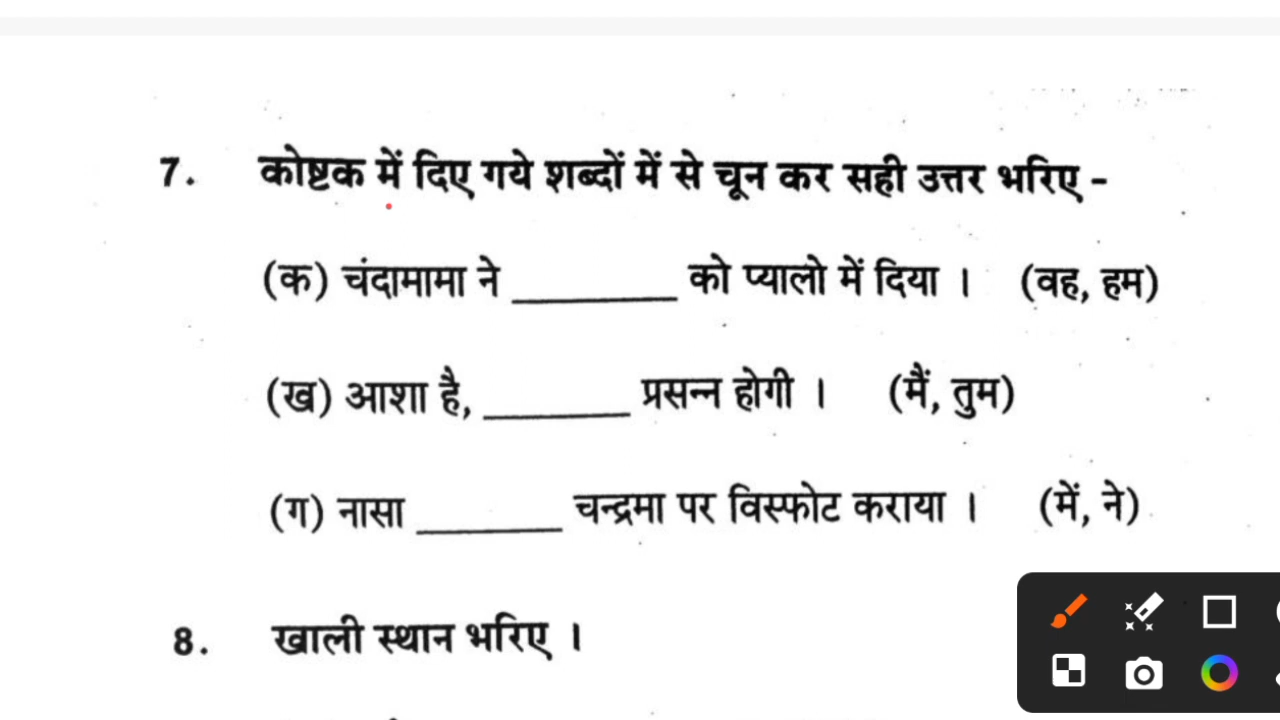 7. कोष्टक में दिए गये शब्दों में से चून कर सही उत्तर भरिए -
(क) चंदामामा ने ________ को प्यालो में दिया । (वह, हम)
(ख) आशा है, ________ प्रसन्न होगी । (मैं, तुम)
(ग) नासा ________ चन्द्रमा पर विस्फोट कराया । (में, ने)
8. खाली स्थान भरिए ।